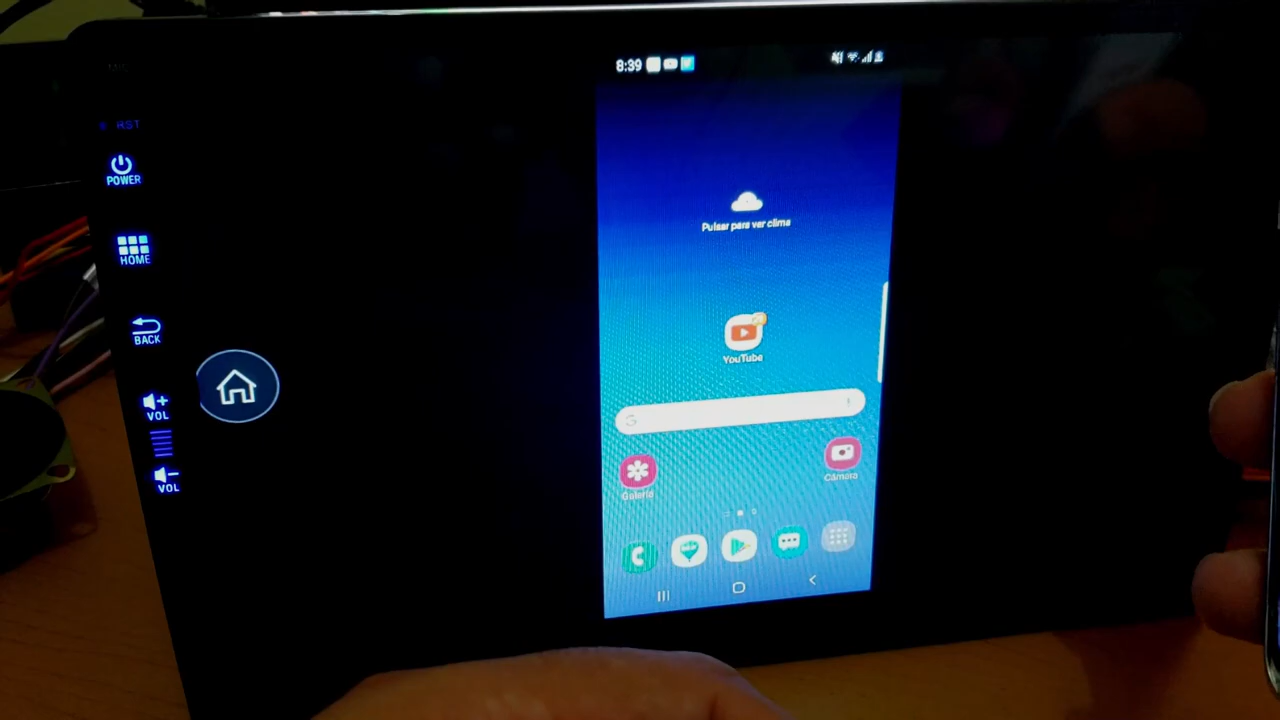 8:39
RST
POWER
HOME
BACK
VOL
VOL
Pulsar para ver clima
YouTube
G
Galería
Cámara